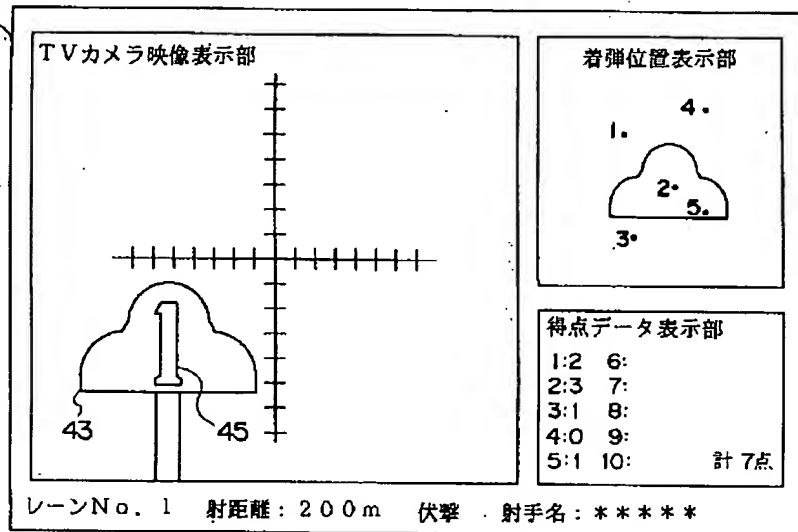 TVカメラ映像表示部
43
1
45
着弾位置表示部
4.
1.
2.
5.
3.
得点データ表示部
1:2 6:
2:3 7:
3:1 8:
4:0 9:
5:1 10: 計 7点
レーンNo. 1 射距離：200m 伏撃 射手名：*****